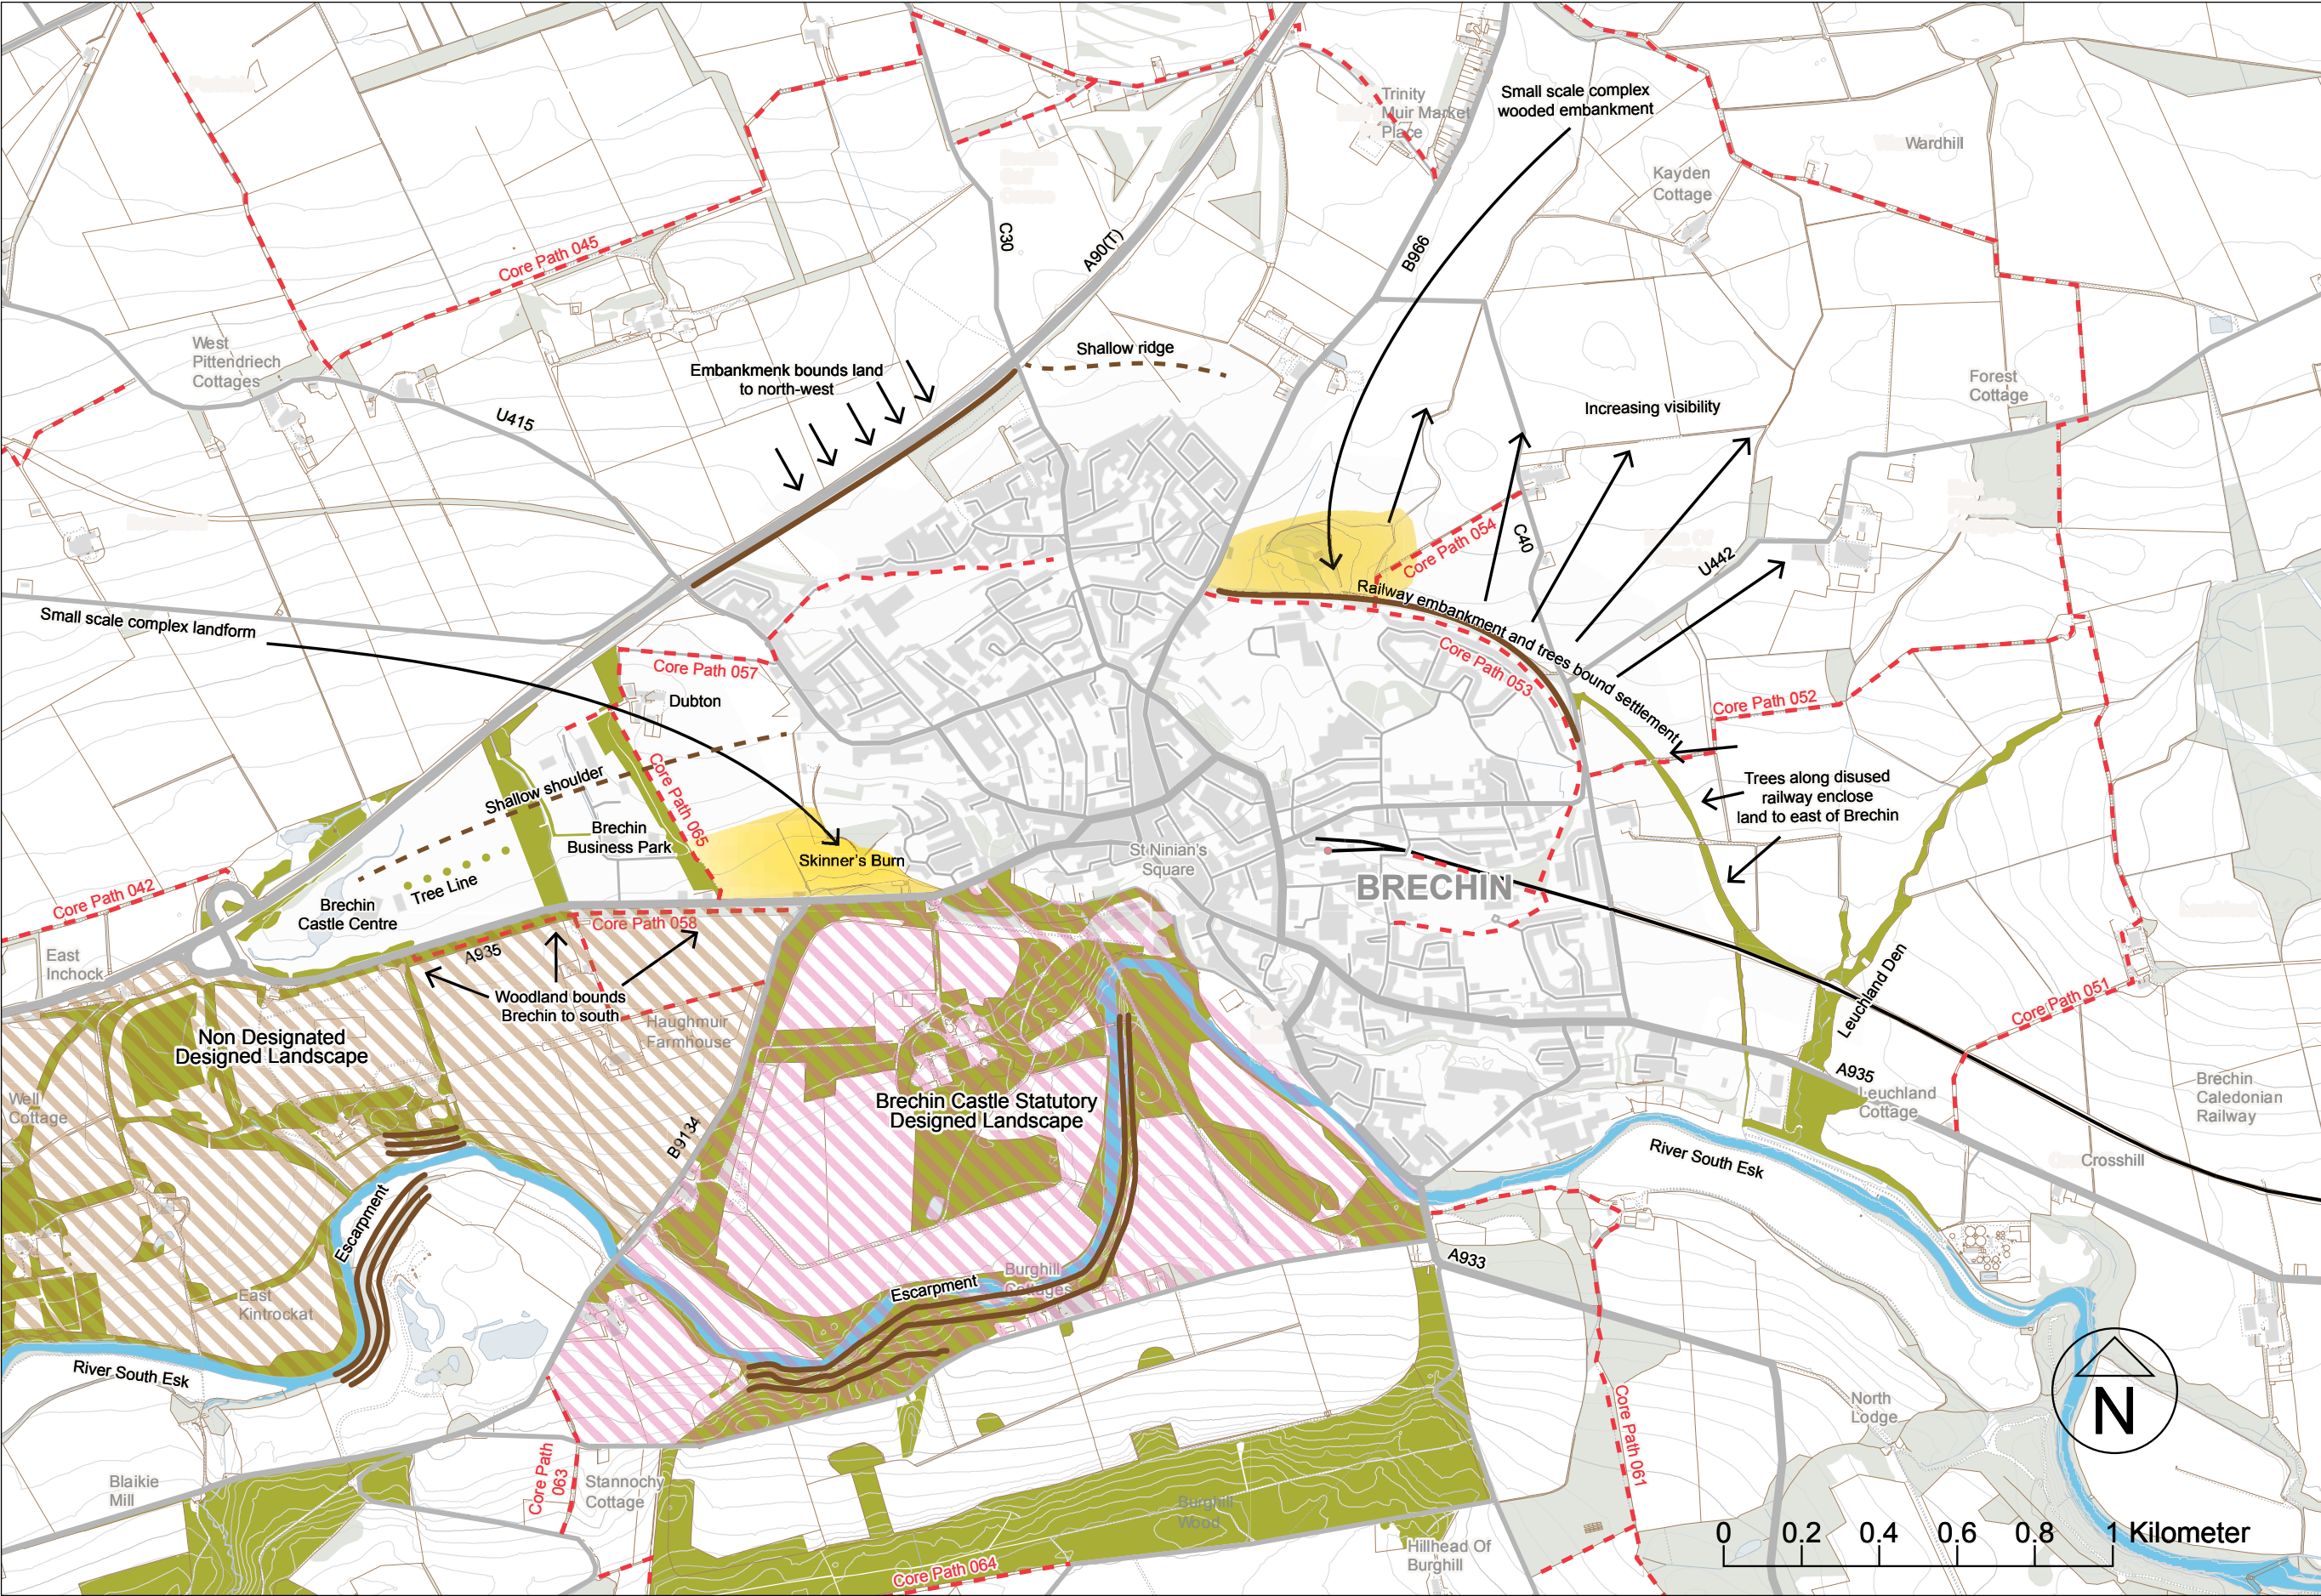 Small scale complex
wooded embankment
Trinity
Muir Market
Place
Wardhill
Kayden
Cottage
C30
A90(T)
B966
Core Path 045
West
Pittendriech
Cottages
Embankmenk bounds land
to north-west
Shallow ridge
Forest
Cottage
Increasing visibility
U415
Core Path 054
C40
U442
Small scale complex landform
Railway embankment and trees bound settlement
Core Path 053
Core Path 057
Dubton
Core Path 052
Shallow shoulder
Core Path 065
Trees along disused
railway enclose
land to east of Brechin
Brechin
Business Park
Skinner's Burn
St Ninian's
Square
BRECHIN
Tree Line
Core Path 042
Brechin
Castle Centre
Core Path 058
A935
East
Inchock
Woodland bounds
Brechin to south
Haughmuir
Farmhouse
Leuchland Den
Core Path 051
Non Designated
Designed Landscape
Well
Cottage
Brechin Castle Statutory
Designed Landscape
A935
Leuchland
Cottage
Brechin
Caledonian
Railway
B9134
River South Esk
Crosshill
Escarpment
Escarpment
Burghill
Cottages
A933
East
Kintrockat
River South Esk
North
Lodge
N
Core Path 061
Blaikie
Mill
Core Path
063
Stannochy
Cottage
Burghill
Wood
Hillhead Of
Burghill
Core Path 064
0 0.2 0.4 0.6 0.8 1 Kilometer